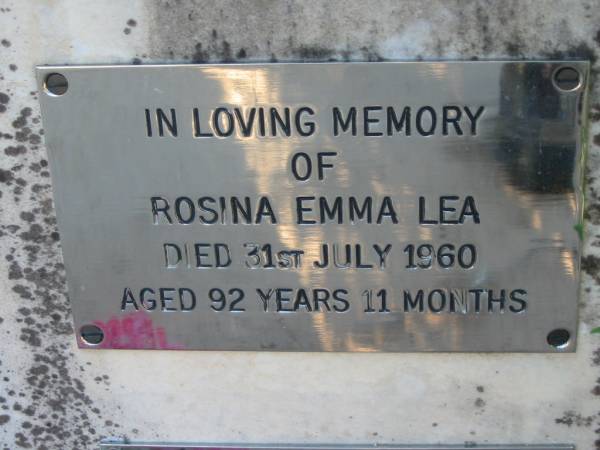 IN LOVING MEMORY
OF
ROSINA EMMA LEA
DIED 31ST JULY 1960
AGED 92 YEARS 11 MONTHS